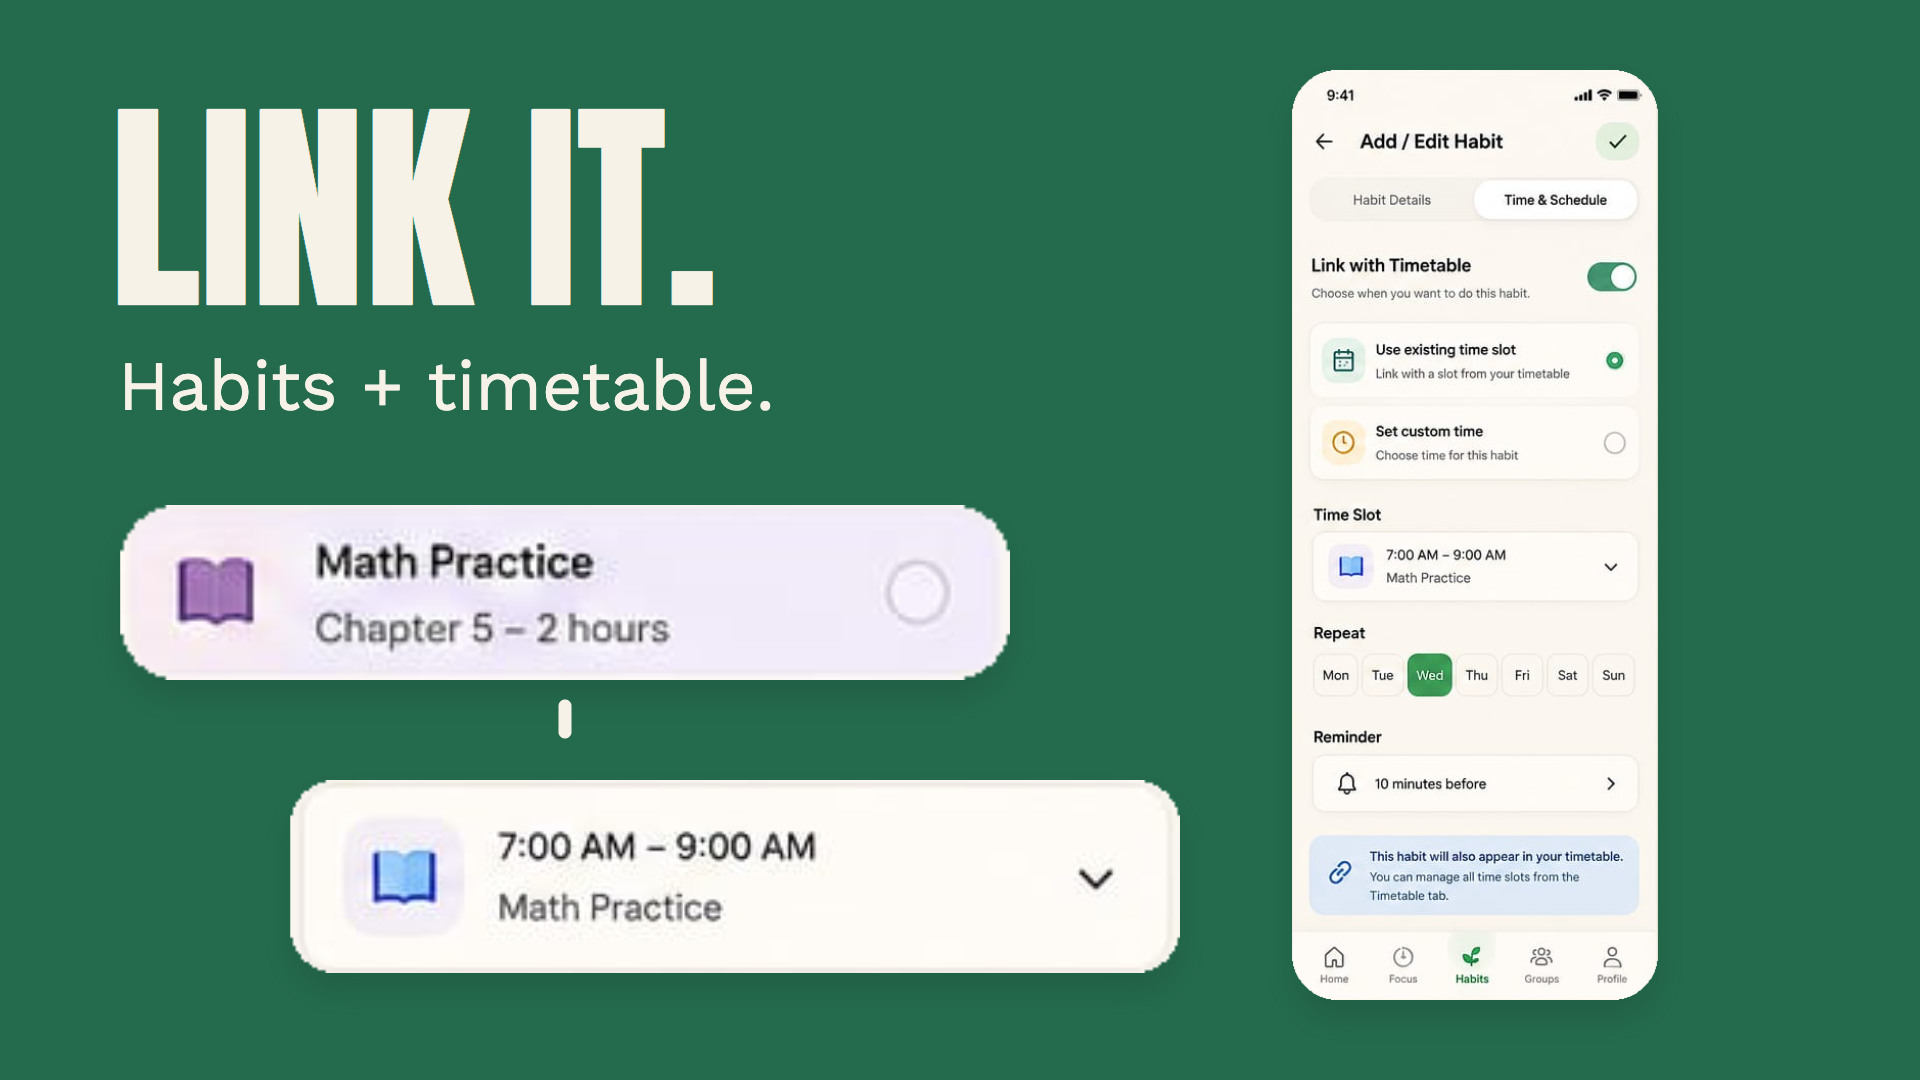 LINK IT.
Habits + timetable.
Math Practice
Chapter 5 – 2 hours
7:00 AM – 9:00 AM
Math Practice
9:41
Add / Edit Habit
Habit Details
Time & Schedule
Link with Timetable
Choose when you want to do this habit.
Use existing time slot
Link with a slot from your timetable
Set custom time
Choose time for this habit
Time Slot
7:00 AM – 9:00 AM
Math Practice
Repeat
Mon Tue Wed Thu Fri Sat Sun
Reminder
10 minutes before
This habit will also appear in your timetable.
You can manage all time slots from the
Timetable tab.
Home Focus Habits Groups Profile